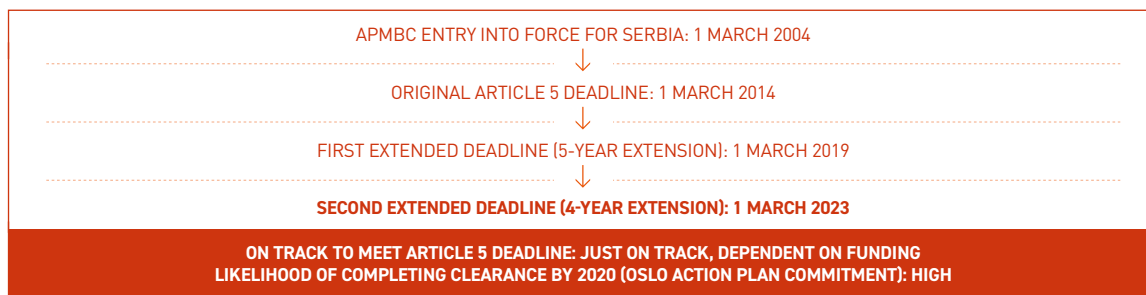 APMBC ENTRY INTO FORCE FOR SERBIA: 1 MARCH 2004
ORIGINAL ARTICLE 5 DEADLINE: 1 MARCH 2014
FIRST EXTENDED DEADLINE (5-YEAR EXTENSION): 1 MARCH 2019
SECOND EXTENDED DEADLINE (4-YEAR EXTENSION): 1 MARCH 2023
ON TRACK TO MEET ARTICLE 5 DEADLINE: JUST ON TRACK, DEPENDENT ON FUNDING
LIKELIHOOD OF COMPLETING CLEARANCE BY 2020 (OSLO ACTION PLAN COMMITMENT): HIGH